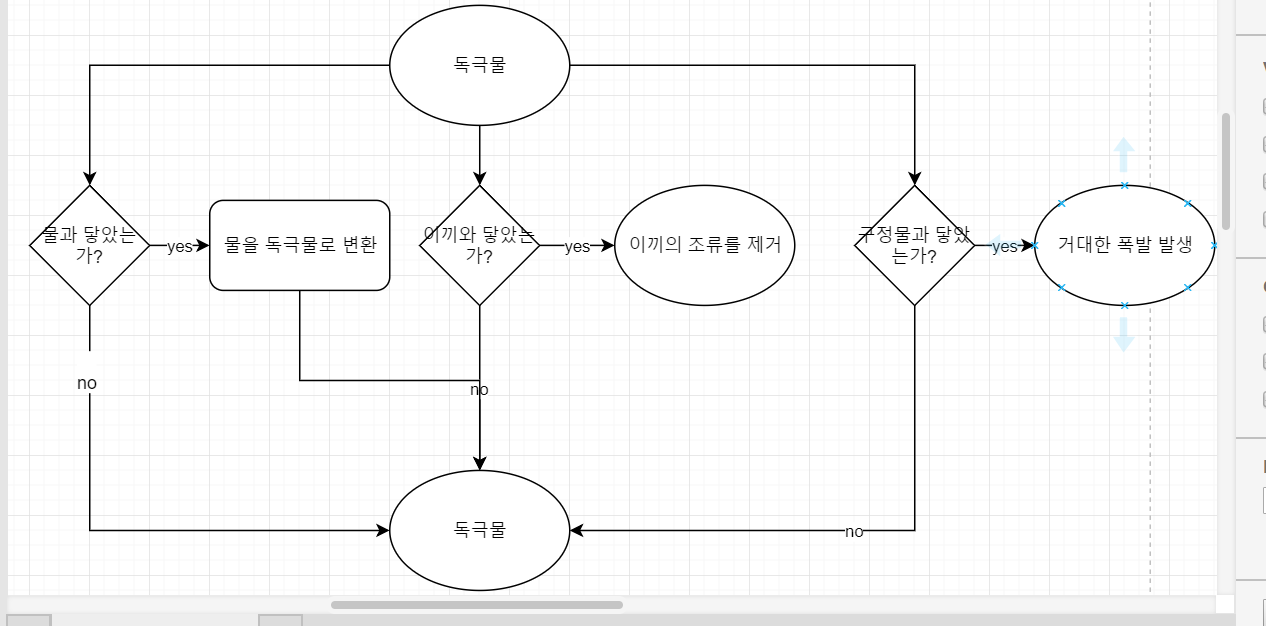 독극물
물과 닿았는
가?
yes
물을 독극물로 변환
이끼와 닿았는
가?
yes
이끼의 조류를 제거
구정물과 닿았
는가?
yes
거대한 폭발 발생
no
no
독극물
no